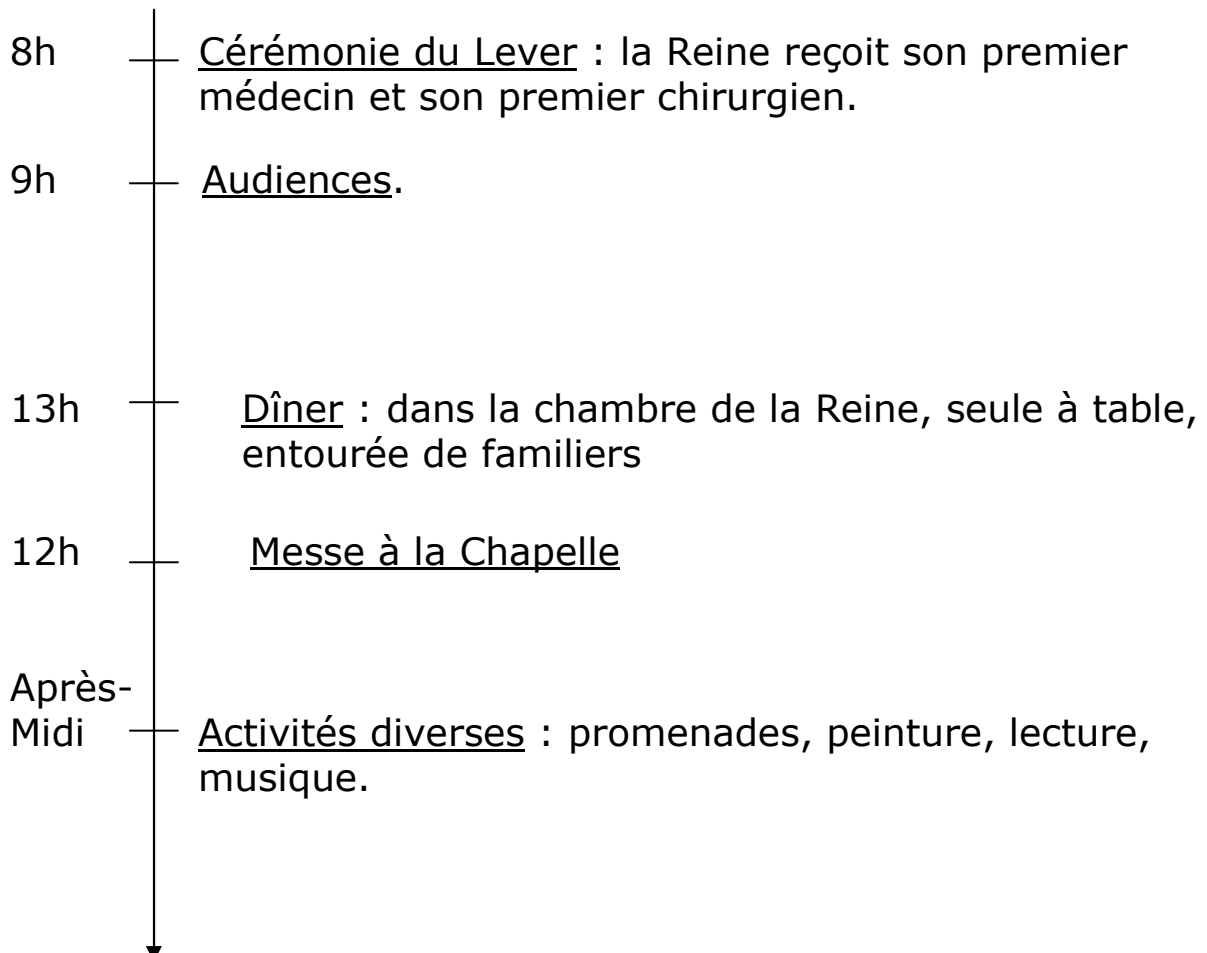 8h Cérémonie du Lever : la Reine reçoit son premier
médecin et son premier chirurgien.
9h Audiences.
13h Dîner : dans la chambre de la Reine, seule à table,
entourée de familiers
12h Messe à la Chapelle
Après-
Midi Activités diverses : promenades, peinture, lecture,
musique.